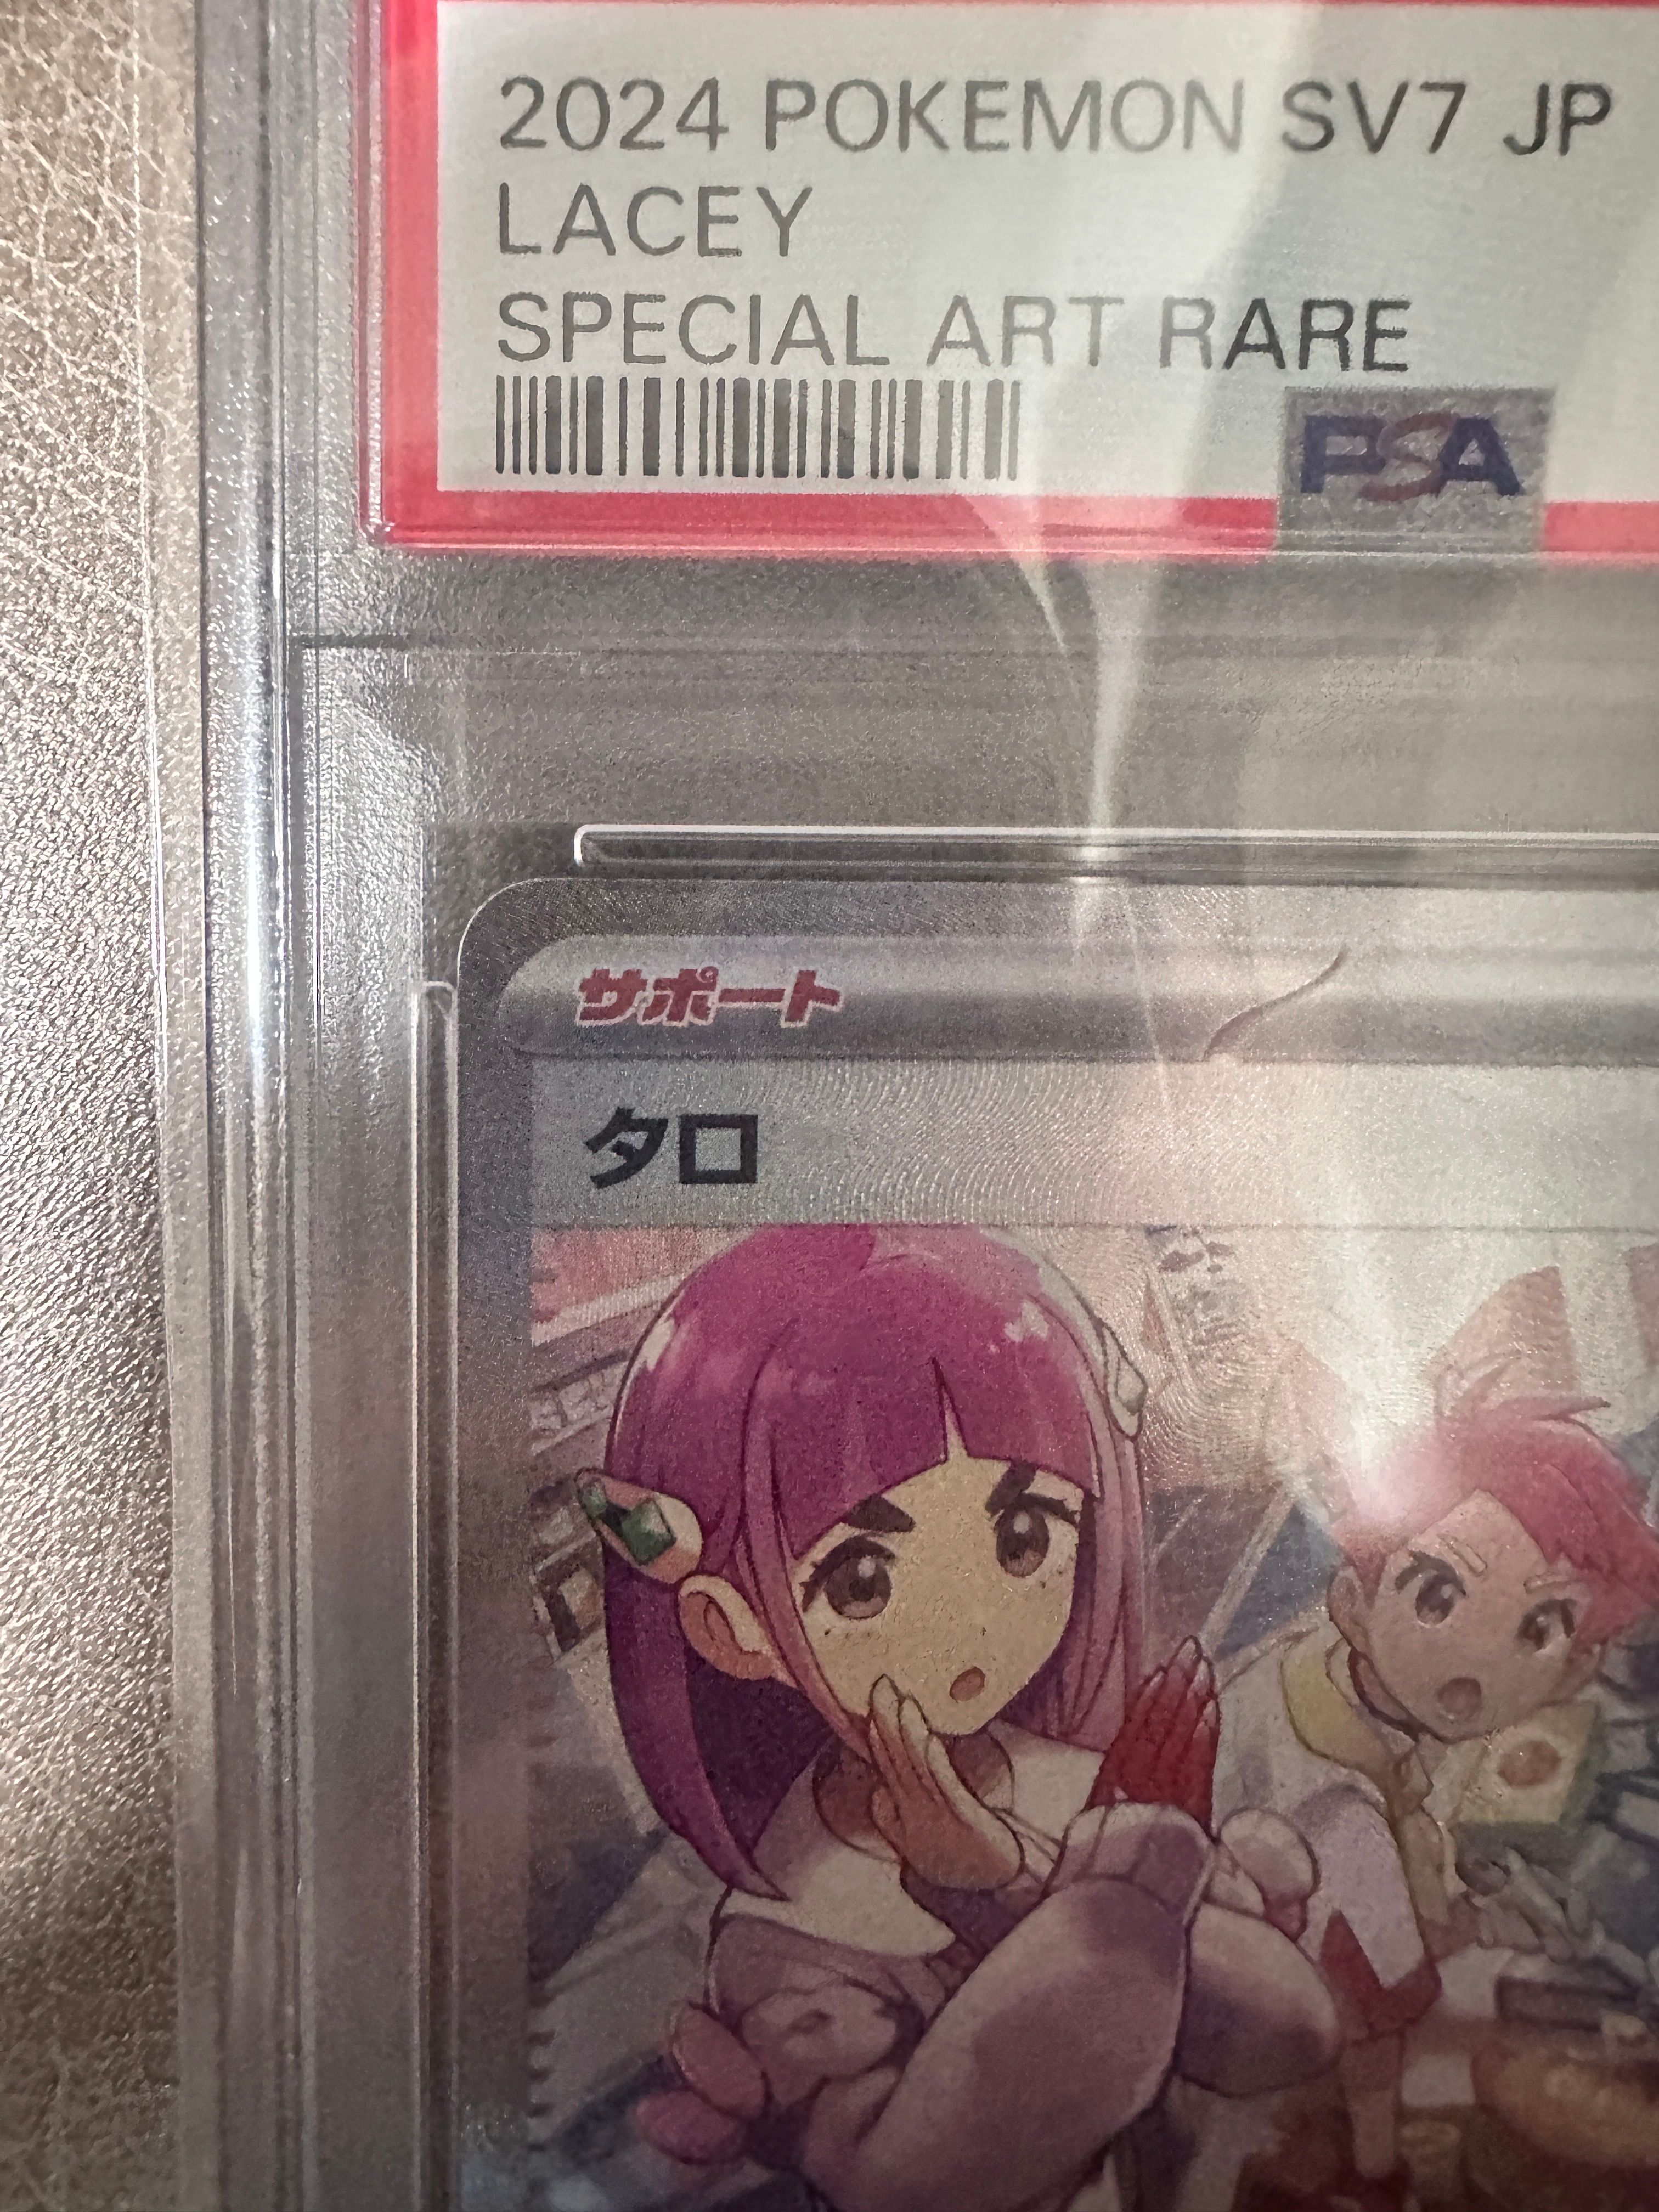 2024 POKEMON SV7 JP
LACEY
SPECIAL ART RARE
PSA
サポート
タロ